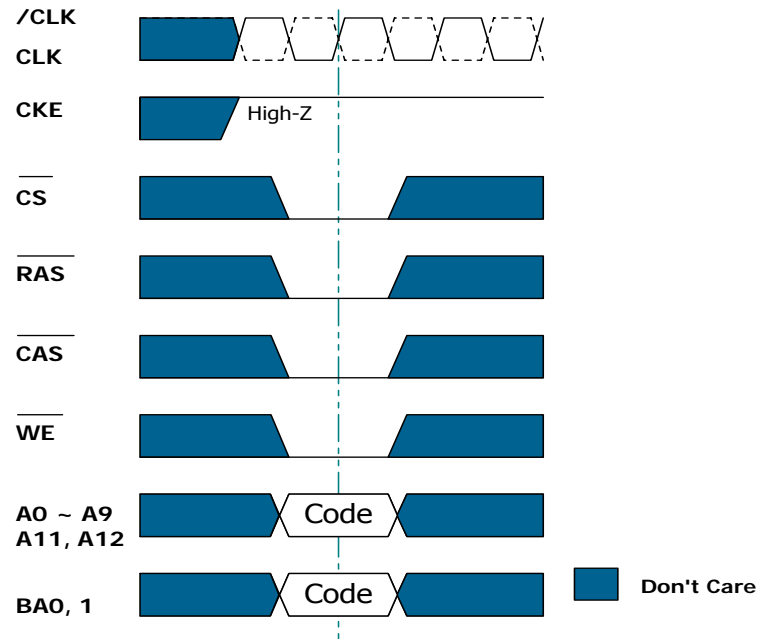 /CLK
CLK
CKE
High-Z
CS
RAS
CAS
WE
A0 ~ A9
A11, A12
Code
BA0, 1
Code
Don't Care